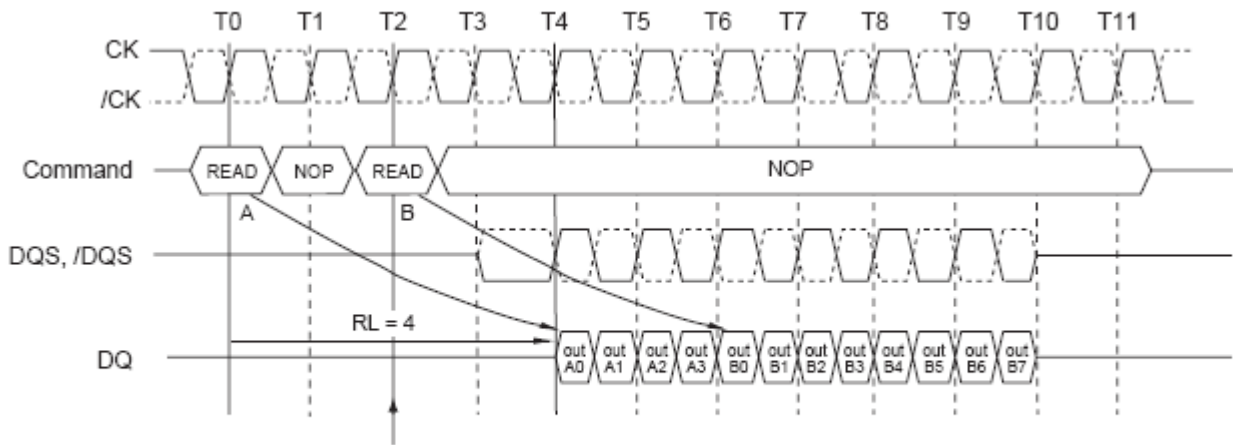 T0 T1 T2 T3 T4 T5 T6 T7 T8 T9 T10 T11
CK
/CK
Command READ NOP READ NOP
A B
DQS, /DQS
RL = 4
DQ out A0 out A1 out A2 out A3 out B0 out B1 out B2 out B3 out B4 out B5 out B6 out B7